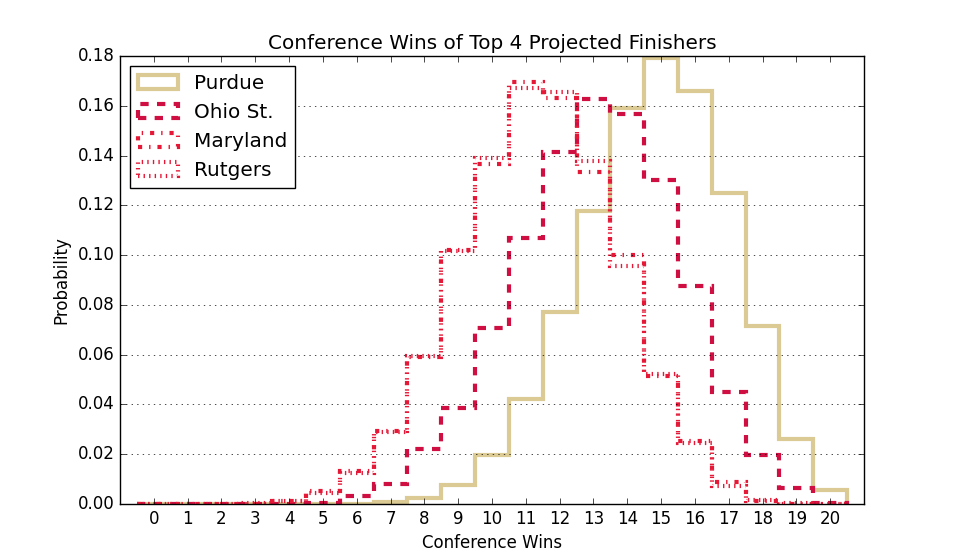 Conference Wins of Top 4 Projected Finishers
0.18
0.16
0.14
0.12
0.10
0.08
0.06
0.04
0.02
0.00
Probability
Purdue
Ohio St.
Maryland
Rutgers
0 1 2 3 4 5 6 7 8 9 10 11 12 13 14 15 16 17 18 19 20
Conference Wins